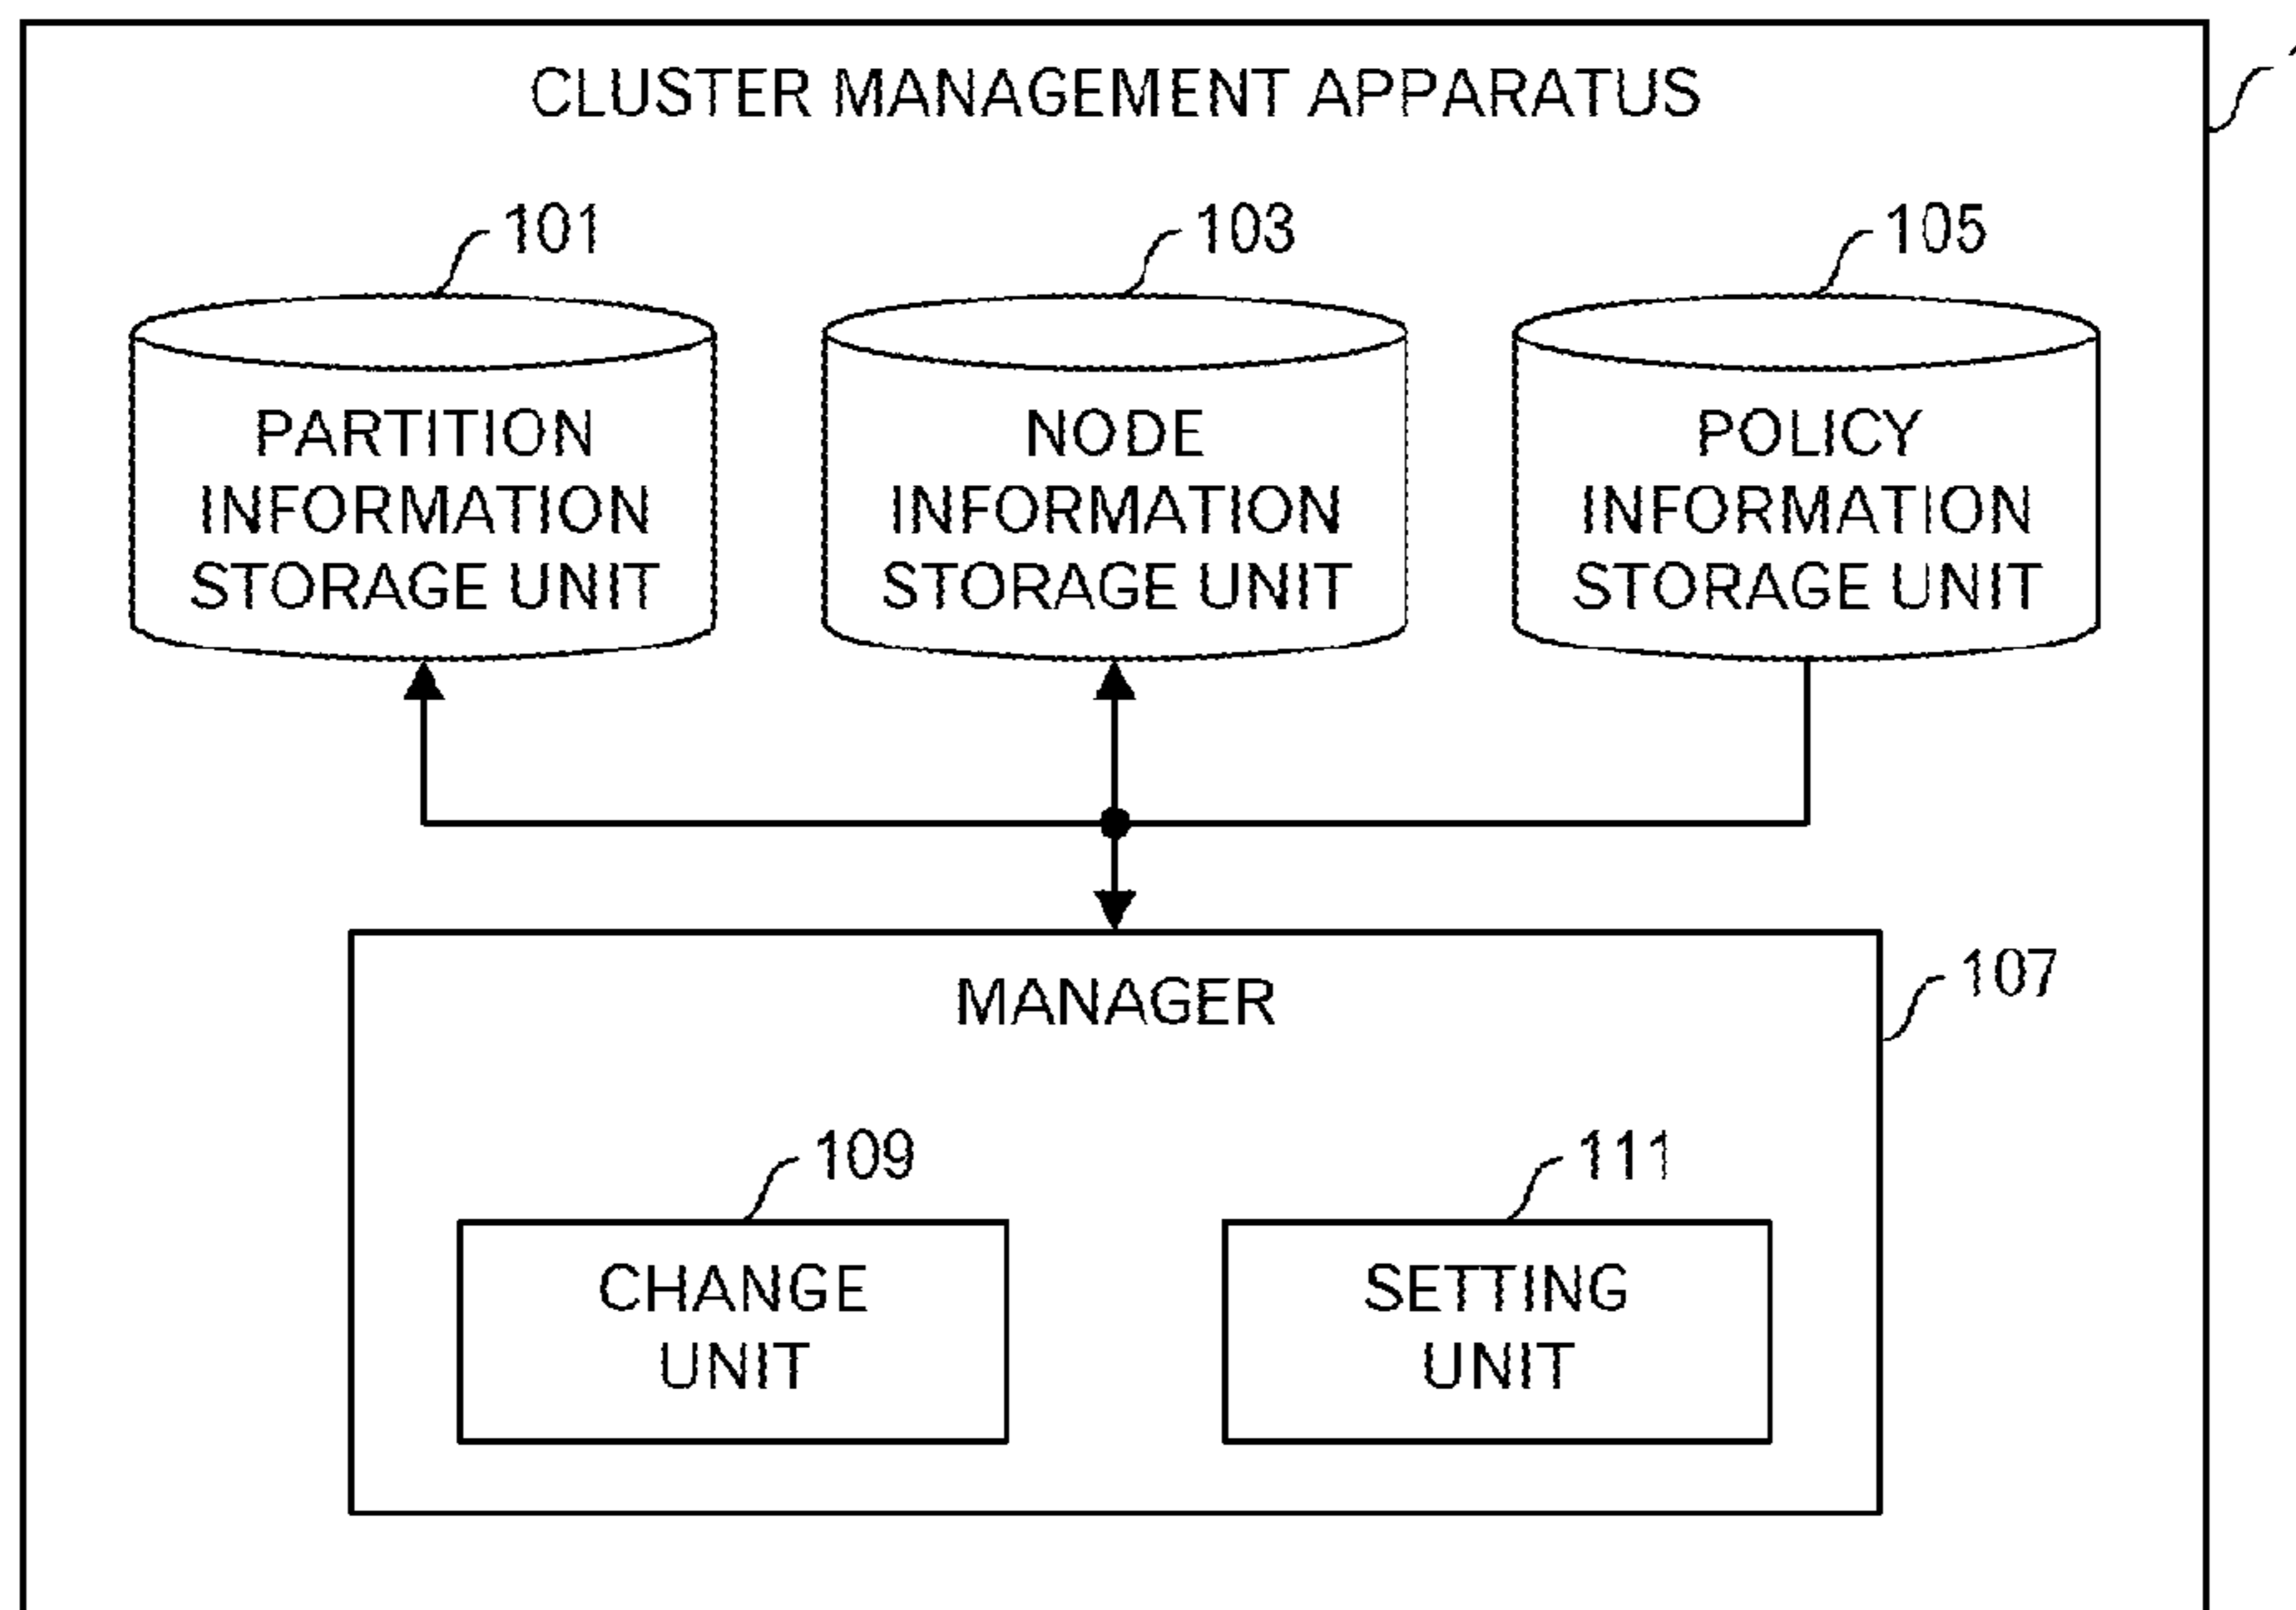 CLUSTER MANAGEMENT APPARATUS
101
103
105
PARTITION
INFORMATION
STORAGE UNIT
NODE
INFORMATION
STORAGE UNIT
POLICY
INFORMATION
STORAGE UNIT
MANAGER
107
109
111
CHANGE
UNIT
SETTING
UNIT